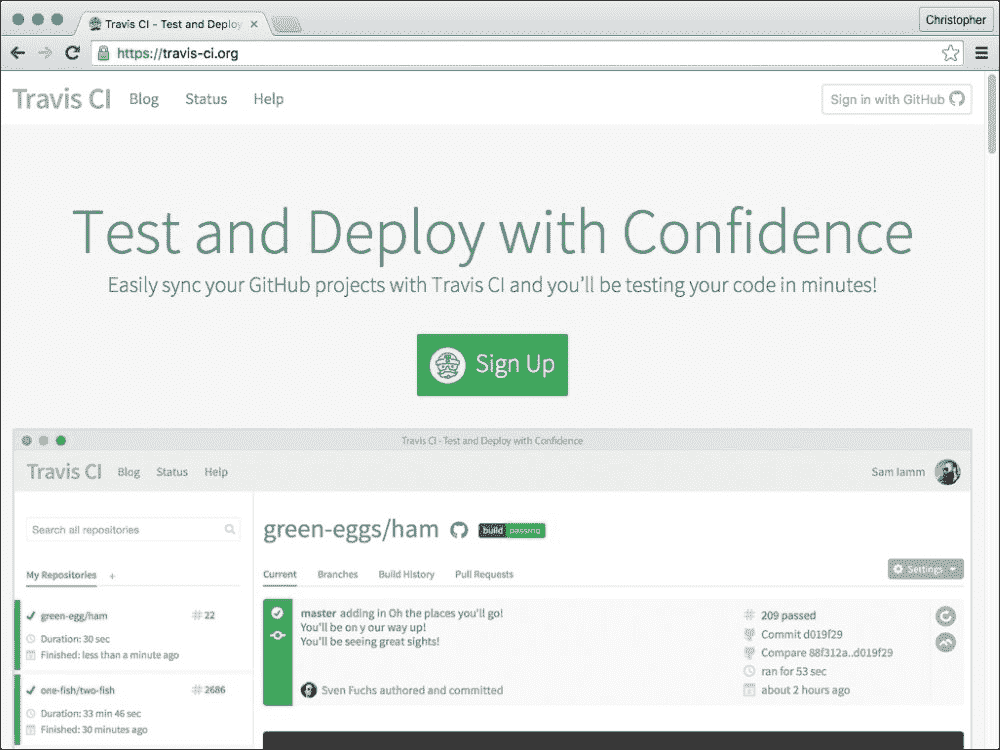 Travis CI - Test and Deploy
Christopher
https://travis-ci.org
Travis CI Blog Status Help Sign in with GitHub
Test and Deploy with Confidence
Easily sync your GitHub projects with Travis CI and you'll be testing your code in minutes!
Sign Up
Travis CI - Test and Deploy with Confidence
Travis CI Blog Status Help Sam Iamm
Search all repositories
green-eggs/ham build passing
My Repositories +
Current Branches Build History Pull Requests Settings
green-egg/ham # 22
Duration: 30 sec
Finished: less than a minute ago
one-fish/two-fish # 2686
Duration: 33 min 46 sec
Finished: 30 minutes ago
master adding in Oh the places you'll go!
You'll be on y our way up!
You'll be seeing great sights!
Sven Fuchs authored and committed
# 209 passed
Commit d019f29
Compare 88f312a..d019f29
ran for 53 sec
about 2 hours ago